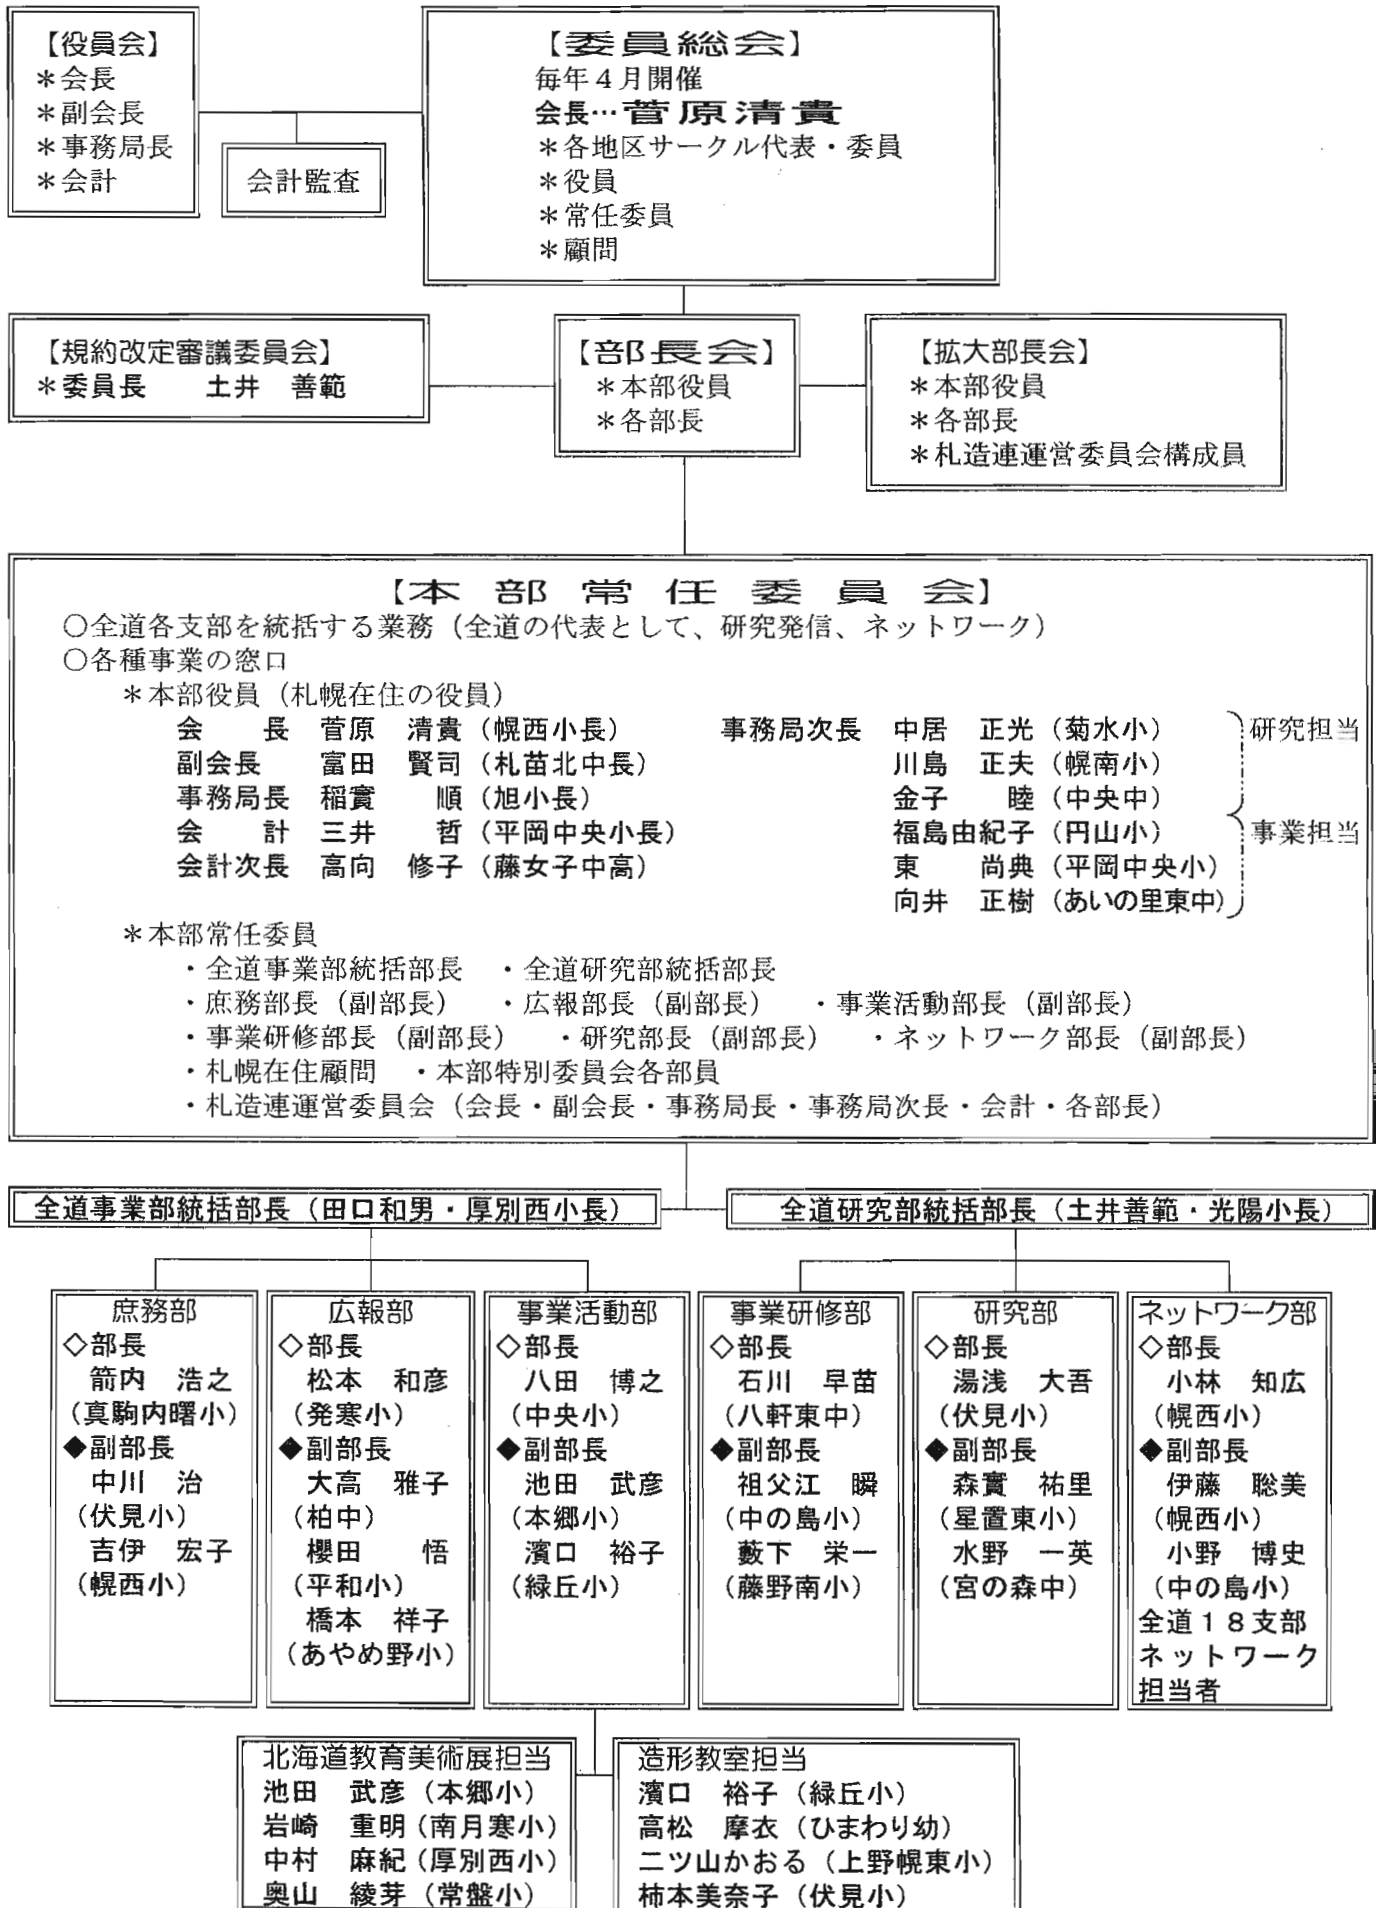 【役員会】
＊会長
＊副会長
＊事務局長
＊会計
会計監査
【委員総会】
毎年４月開催
会長…菅原清貴
＊各地区サークル代表・委員
＊役員
＊常任委員
＊顧問
【規約改定審議委員会】
＊委員長　　土井　善範
【部長会】
＊本部役員
＊各部長
【拡大部長会】
＊本部役員
＊各部長
＊札造連運営委員会構成員
【本部常任委員会】
○全道各支部を統括する業務（全道の代表として、研究発信、ネットワーク）
○各種事業の窓口
＊本部役員（札幌在住の役員）
会　　長　菅原　清貴（幌西小長）
副会長　　富田　賢司（札苗北中長）
事務局長　稲實　　順（旭小長）
会　　計　三井　　哲（平岡中央小長）
会計次長　高向　修子（藤女子中高）
事務局次長　中居　正光（菊水小）
川島　正夫（幌南小）
金子　　睦（中央中）
福島由紀子（円山小）
東　　尚典（平岡中央小）
向井　正樹（あいの里東中）
研究担当
事業担当
＊本部常任委員
・全道事業部統括部長　・全道研究部統括部長
・庶務部長（副部長）　・広報部長（副部長）　・事業活動部長（副部長）
・事業研修部長（副部長）　・研究部長（副部長）　・ネットワーク部長（副部長）
・札幌在住顧問　・本部特別委員会各部員
・札造連運営委員会（会長・副会長・事務局長・事務局次長・会計・各部長）
全道事業部統括部長（田口和男・厚別西小長）
全道研究部統括部長（土井善範・光陽小長）
庶務部
◇部長
箭内　浩之
（真駒内曙小）
◆副部長
中川　治
（伏見小）
吉伊　宏子
（幌西小）
広報部
◇部長
松本　和彦
（発寒小）
◆副部長
大高　雅子
（柏中）
櫻田　　悟
（平和小）
橋本　祥子
（あやめ野小）
事業活動部
◇部長
八田　博之
（中央小）
◆副部長
池田　武彦
（本郷小）
濱口　裕子
（緑丘小）
事業研修部
◇部長
石川　早苗
（八軒東中）
◆副部長
祖父江　瞬
（中の島小）
藪下　栄一
（藤野南小）
研究部
◇部長
湯浅　大吾
（伏見小）
◆副部長
森實　祐里
（星置東小）
水野　一英
（宮の森中）
ネットワーク部
◇部長
小林　知広
（幌西小）
◆副部長
伊藤　聡美
（幌西小）
小野　博史
（中の島小）
全道１８支部
ネットワーク
担当者
北海道教育美術展担当
池田　武彦（本郷小）
岩崎　重明（南月寒小）
中村　麻紀（厚別西小）
奥山　綾芽（常盤小）
造形教室担当
濱口　裕子（緑丘小）
高松　摩衣（ひまわり幼）
二ツ山かおる（上野幌東小）
柿本美奈子（伏見小）